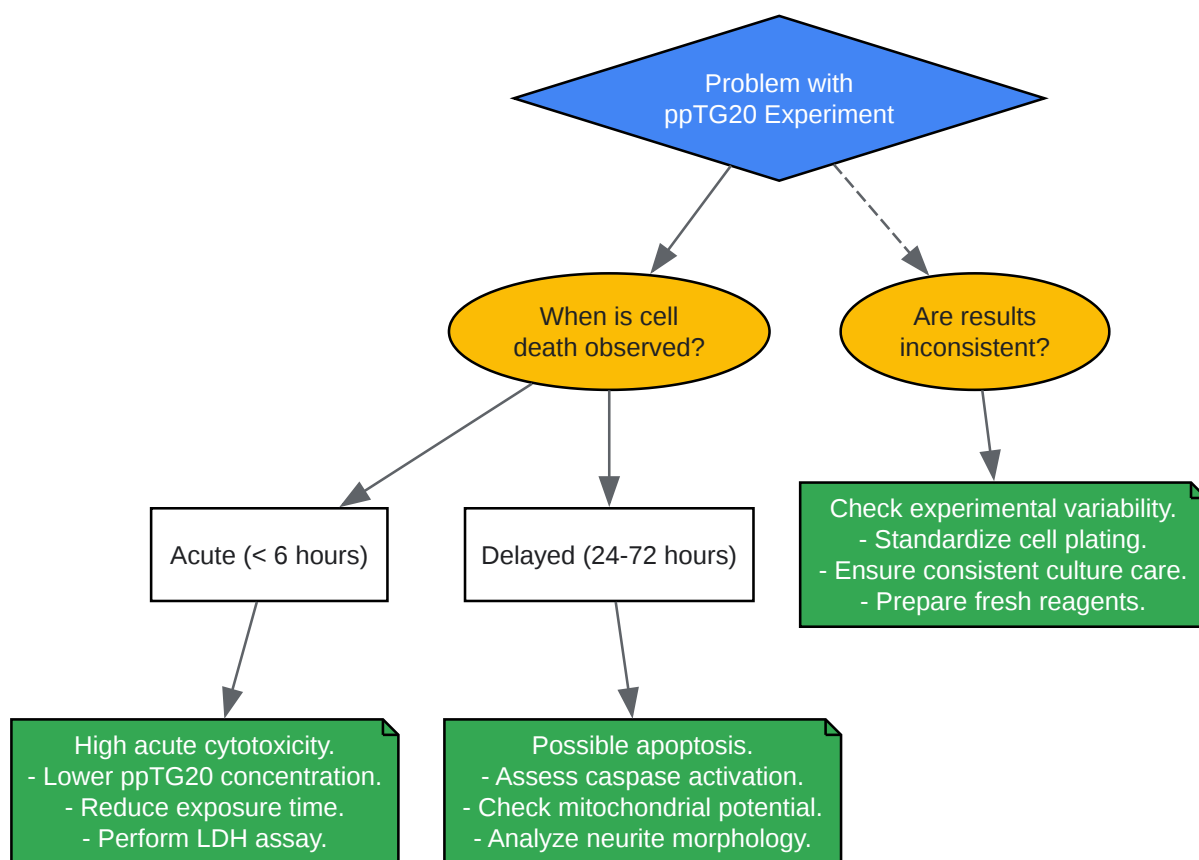 Problem with
ppTG20 Experiment
When is cell
death observed?
Are results
inconsistent?
Acute (< 6 hours)
Delayed (24-72 hours)
Check experimental variability.
- Standardize cell plating.
- Ensure consistent culture care.
- Prepare fresh reagents.
High acute cytotoxicity.
- Lower ppTG20 concentration.
- Reduce exposure time.
- Perform LDH assay.
Possible apoptosis.
- Assess caspase activation.
- Check mitochondrial potential.
- Analyze neurite morphology.